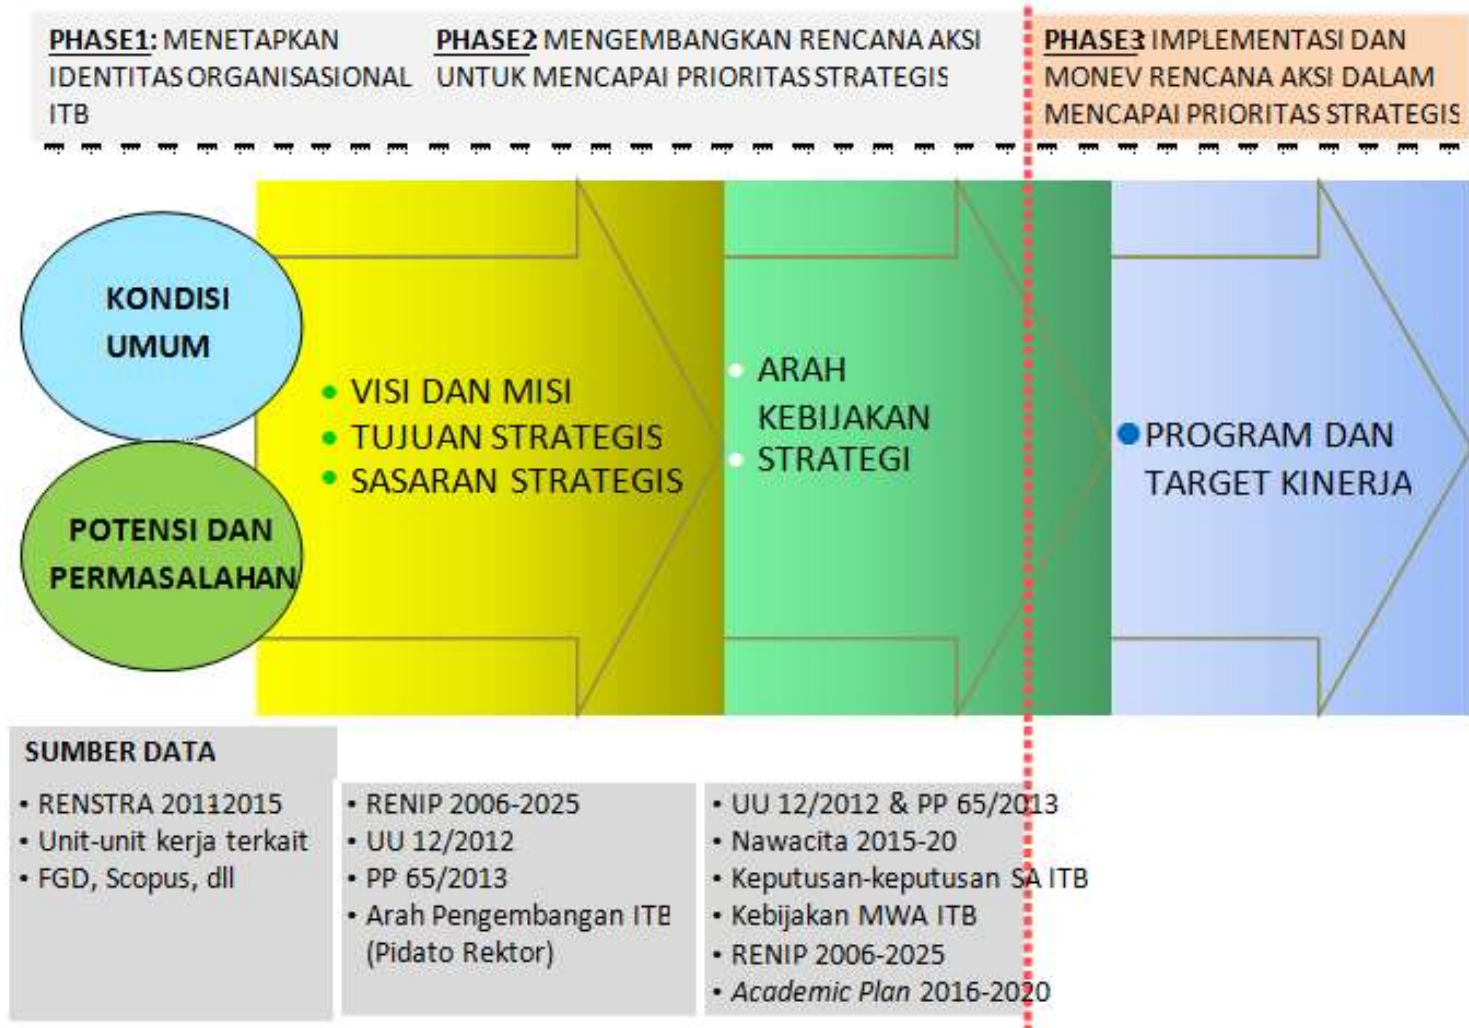 PHASE1: MENETAPKAN
IDENTITAS ORGANISASIONAL
ITB
PHASE2 MENGEMBANGKAN RENCANA AKSI
UNTUK MENCAPAI PRIORITAS STRATEGIS
PHASE3 IMPLEMENTASI DAN
MONEV RENCANA AKSI DALAM
MENCAPAI PRIORITAS STRATEGIS
KONDISI
UMUM
POTENSI DAN
PERMASALAHAN
• VISI DAN MISI
• TUJUAN STRATEGIS
• SASARAN STRATEGIS
• ARAH
KEBIJAKAN
• STRATEGI
• PROGRAM DAN
TARGET KINERJA
SUMBER DATA
• RENSTRA 2011-2015
• Unit-unit kerja terkait
• FGD, Scopus, dll
• RENIP 2006-2025
• UU 12/2012
• PP 65/2013
• Arah Pengembangan ITB
(Pidato Rektor)
• UU 12/2012 & PP 65/2013
• Nawacita 2015-20
• Keputusan-keputusan SA ITB
• Kebijakan MWA ITB
• RENIP 2006-2025
• Academic Plan 2016-2020